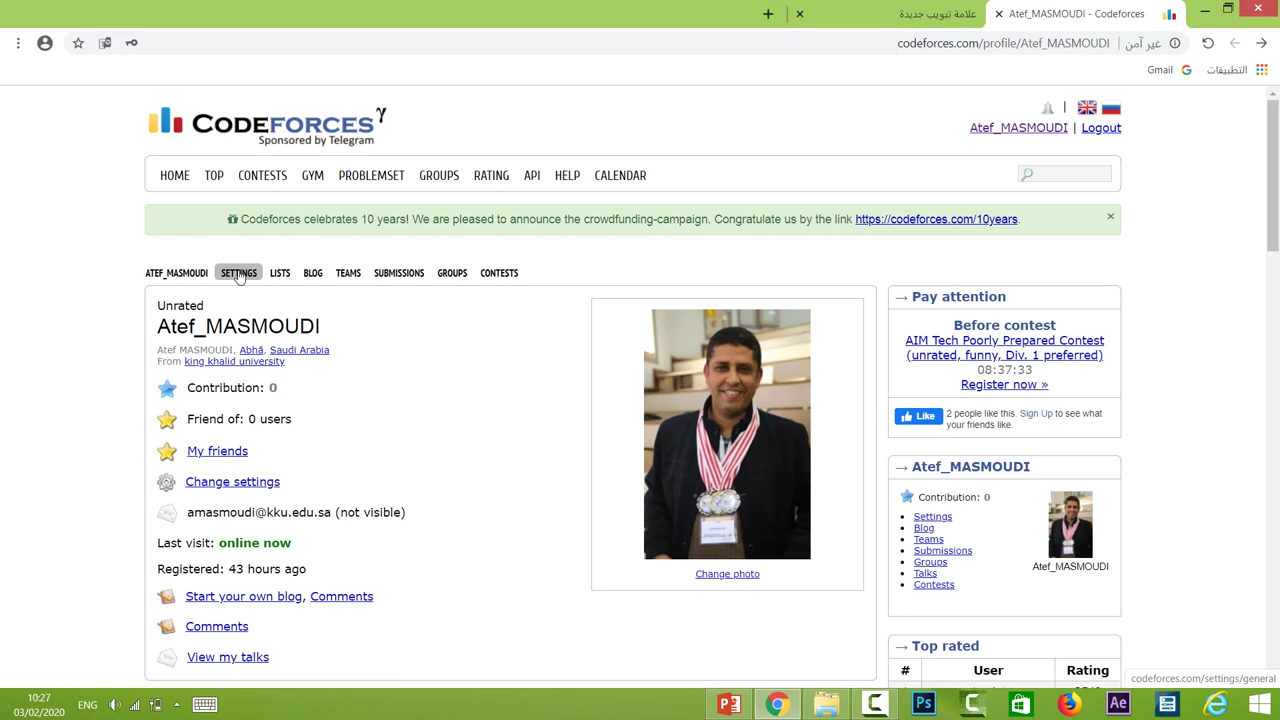 علامة تبويب جديدة
Atef_MASMOUDI - Codeforces
codeforces.com/profile/Atef_MASMOUDI
غير آمن
Gmail
التطبيقات
CODEFORCES γ
Sponsored by Telegram
Atef_MASMOUDI | Logout
HOME TOP CONTESTS GYM PROBLEMSET GROUPS RATING API HELP CALENDAR
Codeforces celebrates 10 years! We are pleased to announce the crowdfunding-campaign. Congratulate us by the link https://codeforces.com/10years.
ATEF_MASMOUDI SETTINGS LISTS BLOG TEAMS SUBMISSIONS GROUPS CONTESTS
Unrated
Atef_MASMOUDI
Atef MASMOUDI, Abhā, Saudi Arabia
From king khalid university
Contribution: 0
Friend of: 0 users
My friends
Change settings
amasmoudi@kku.edu.sa (not visible)
Last visit: online now
Registered: 43 hours ago
Start your own blog, Comments
Comments
View my talks
Change photo
→ Pay attention
Before contest
AIM Tech Poorly Prepared Contest
(unrated, funny, Div. 1 preferred)
08:37:33
Register now »
Like 2 people like this. Sign Up to see what
your friends like.
→ Atef_MASMOUDI
Contribution: 0
Settings
Blog
Teams
Submissions
Groups
Talks
Contests
Atef_MASMOUDI
→ Top rated
# User Rating
codeforces.com/settings/general
10:27
03/02/2020
ENG